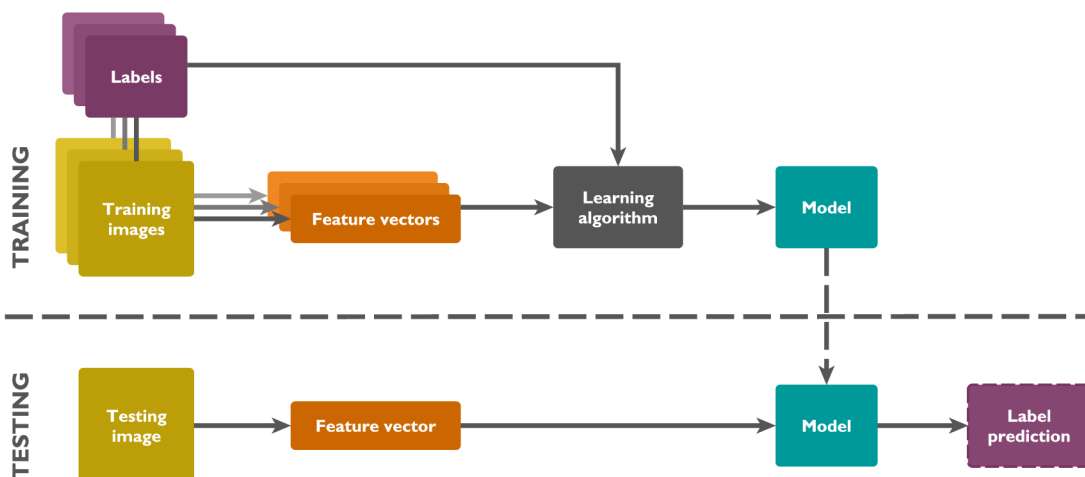 TRAINING
Labels
Training
images
Feature vectors
Learning
algorithm
Model
TESTING
Testing
image
Feature vector
Model
Label
prediction